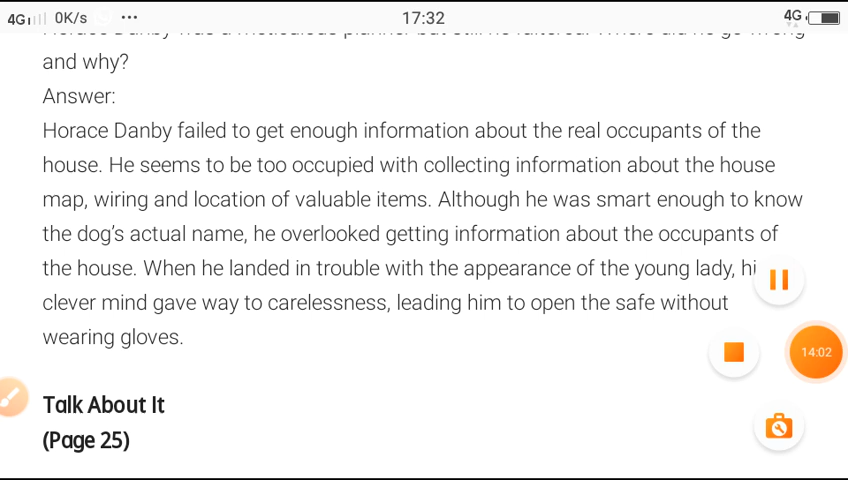 4G 0K/s ... 17:32 4G
and why?
Answer:
Horace Danby failed to get enough information about the real occupants of the
house. He seems to be too occupied with collecting information about the house
map, wiring and location of valuable items. Although he was smart enough to know
the dog's actual name, he overlooked getting information about the occupants of
the house. When he landed in trouble with the appearance of the young lady, hi
clever mind gave way to carelessness, leading him to open the safe without
wearing gloves.
14:02
Talk About It
(Page 25)